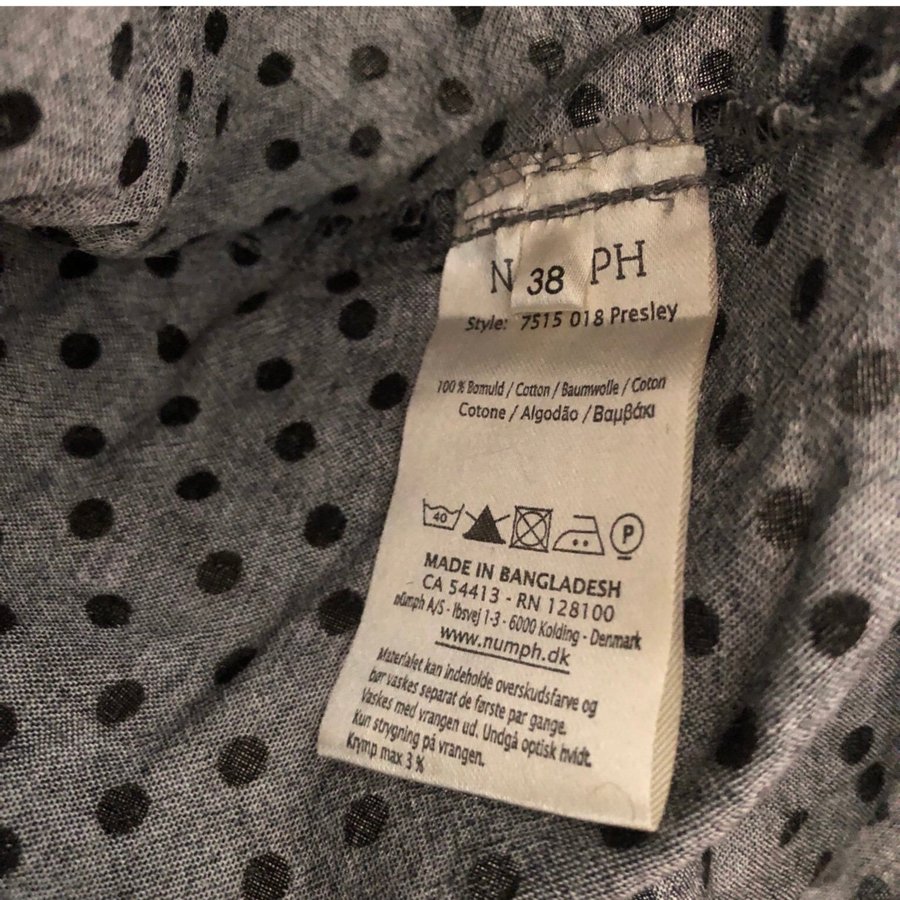 N PH
38
Style: 7515 018 Presley
100% Bomuld / Cotton / Baumwolle / Coton
Cotone / Algodão / Βαμβάκι
40 P
MADE IN BANGLADESH
CA 54413 - RN 128100
nümph A/S - Ibsvej 1-3 - 6000 Kolding - Denmark
www.numph.dk
Materialet kan indeholde overskudsfarve og
bør vaskes separat de første par gange.
Vaskes med vrangen ud. Undgå optisk hvidt.
Kun strygning på vrangen.
Krymp max 3%